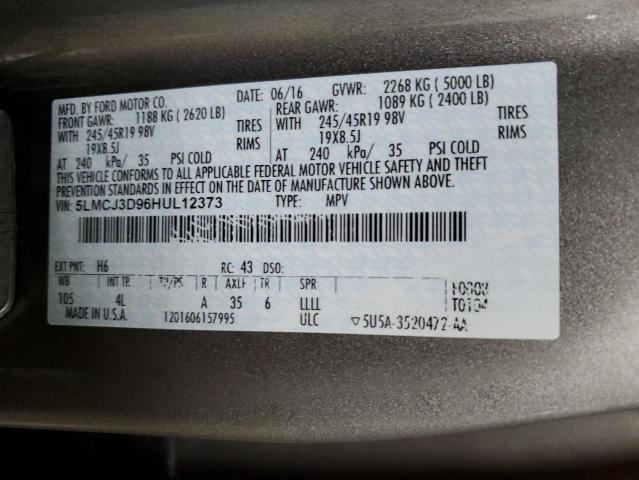 MFD. BY FORD MOTOR CO.
DATE: 06/16 GVWR: 2268 KG ( 5000 LB)
FRONT GAWR: 1188 KG ( 2620 LB) REAR GAWR: 1089 KG ( 2400 LB)
WITH 245/45R19 98V TIRES WITH 245/45R19 98V TIRES
19X8.5J RIMS 19X8.5J RIMS
AT 240 kPa/ 35 PSI COLD AT 240 kPa/ 35 PSI COLD
THIS VEHICLE CONFORMS TO ALL APPLICABLE FEDERAL MOTOR VEHICLE SAFETY AND THEFT
PREVENTION STANDARDS IN EFFECT ON THE DATE OF MANUFACTURE SHOWN ABOVE.
VIN: 5LMCJ3D96HUL12373 TYPE: MPV
EXT PNT: H6 RC: 43 DSO:
WB INT TR TP/PS R AXLE TR SPR
105 4L A 35 6 LLLL
MADE IN U.S.A. 1201606157995 ULC ▽5U5A-3520472-AA